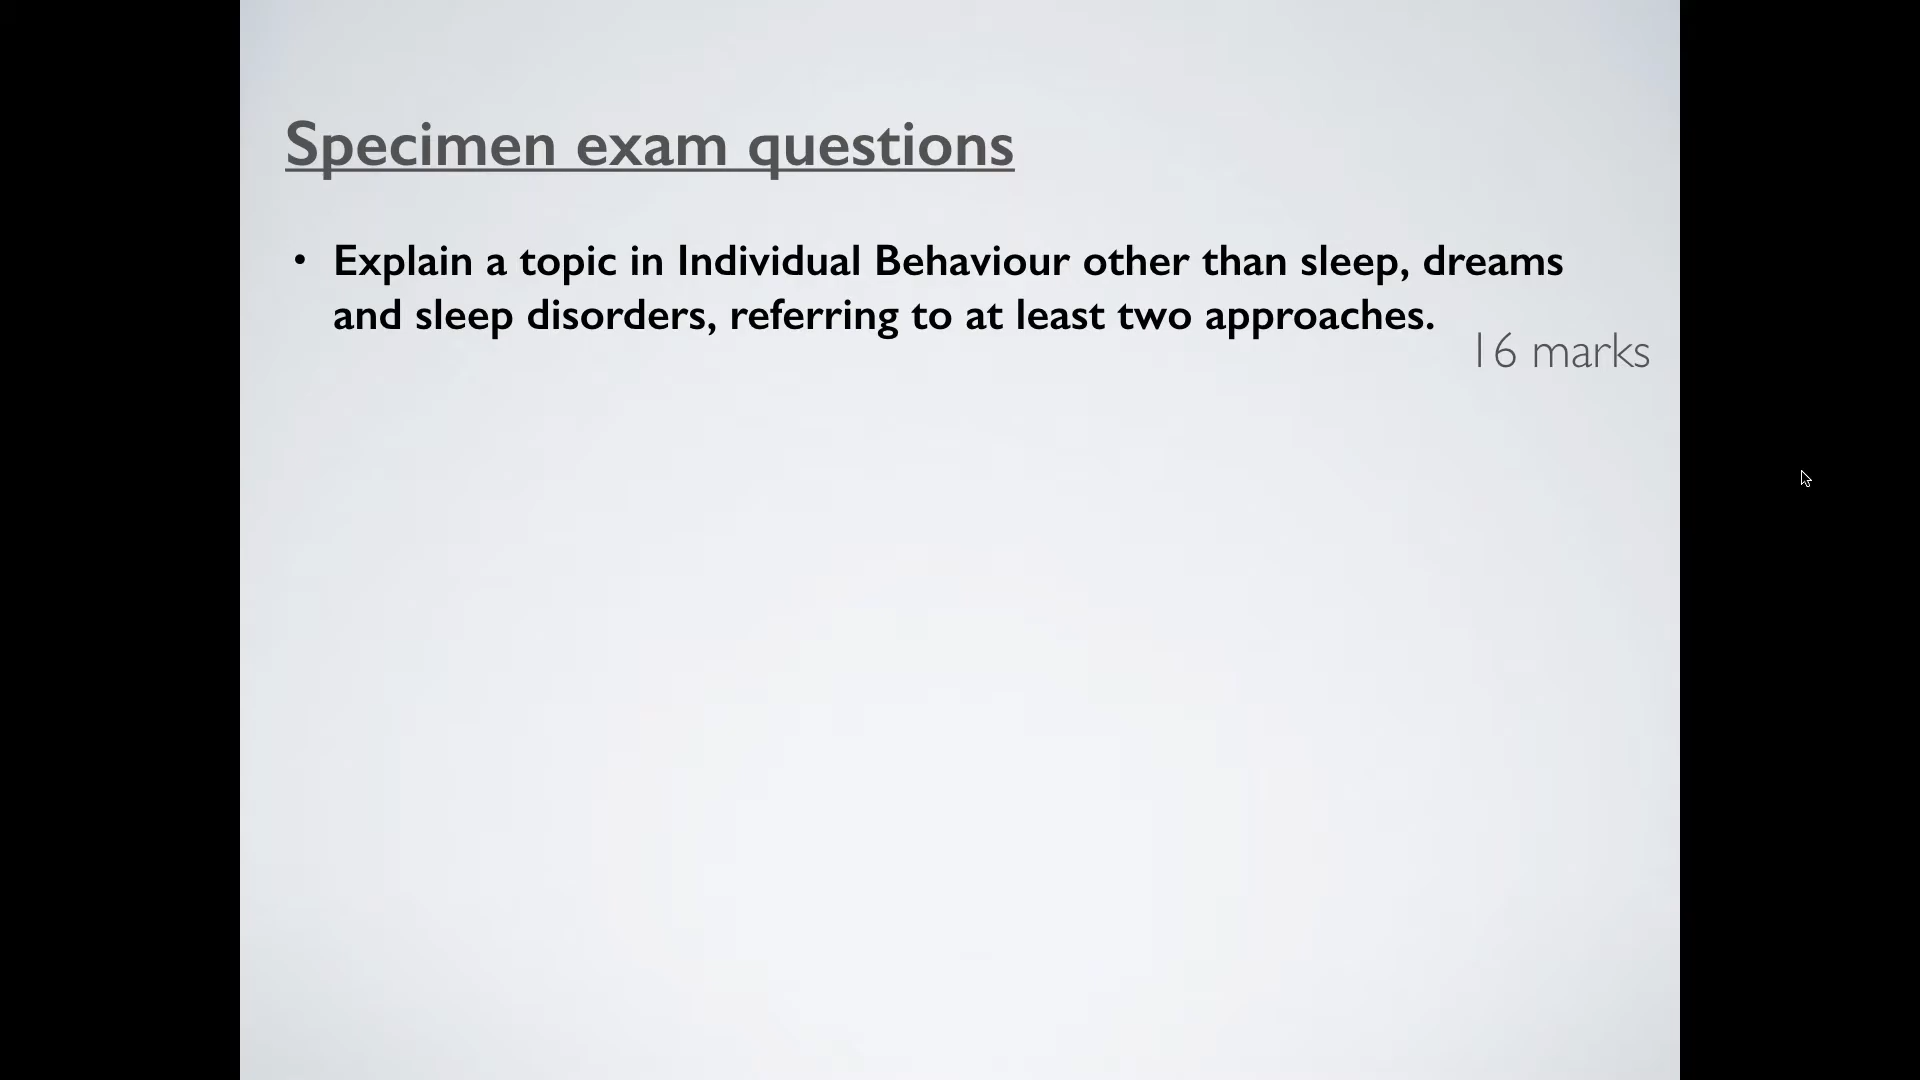 Specimen exam questions
• Explain a topic in Individual Behaviour other than sleep, dreams
and sleep disorders, referring to at least two approaches.
16 marks